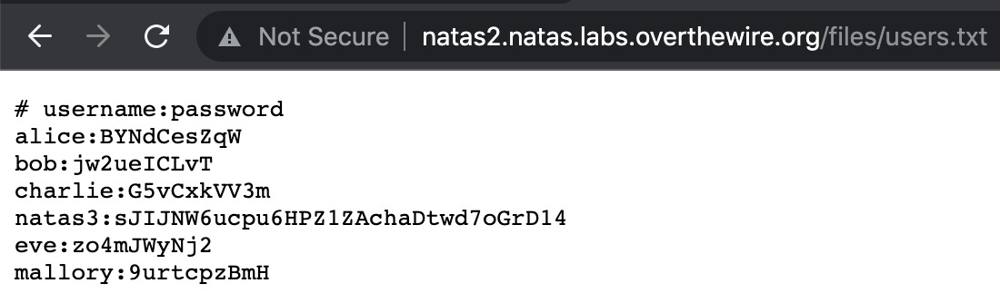 Not Secure natas2.natas.labs.overthewire.org/files/users.txt
# username:password
alice:BYNdCesZqW
bob:jw2ueICLvT
charlie:G5vCxkVV3m
natas3:sJIJNW6ucpu6HPZ1ZAchaDtwd7oGrD14
eve:zo4mJWyNj2
mallory:9urtcpzBmH